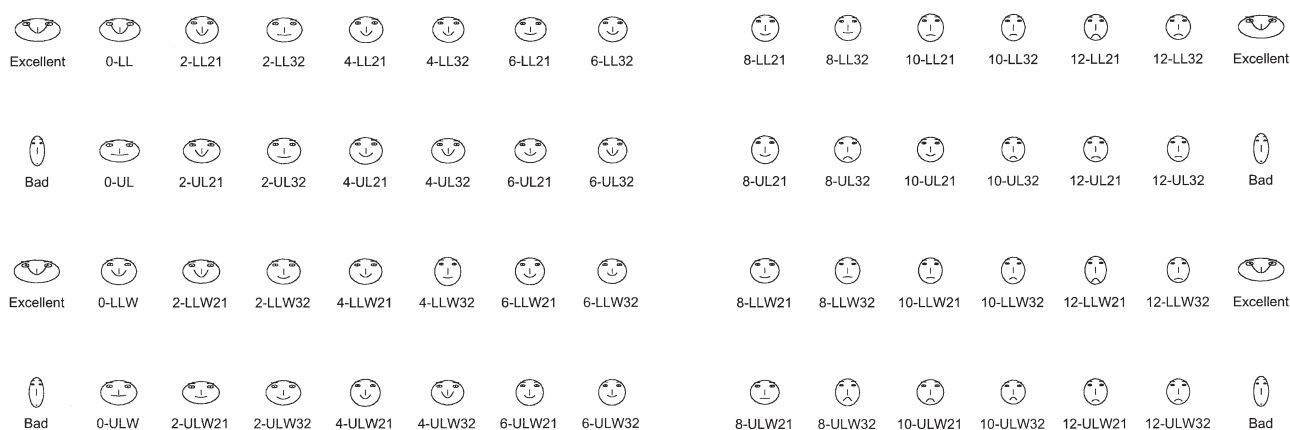 Excellent 0-LL 2-LL21 2-LL32 4-LL21 4-LL32 6-LL21 6-LL32 8-LL21 8-LL32 10-LL21 10-LL32 12-LL21 12-LL32 Excellent
Bad 0-UL 2-UL21 2-UL32 4-UL21 4-UL32 6-UL21 6-UL32 8-UL21 8-UL32 10-UL21 10-UL32 12-UL21 12-UL32 Bad
Excellent 0-LLW 2-LLW21 2-LLW32 4-LLW21 4-LLW32 6-LLW21 6-LLW32 8-LLW21 8-LLW32 10-LLW21 10-LLW32 12-LLW21 12-LLW32 Excellent
Bad 0-ULW 2-ULW21 2-ULW32 4-ULW21 4-ULW32 6-ULW21 6-ULW32 8-ULW21 8-ULW32 10-ULW21 10-ULW32 12-ULW21 12-ULW32 Bad